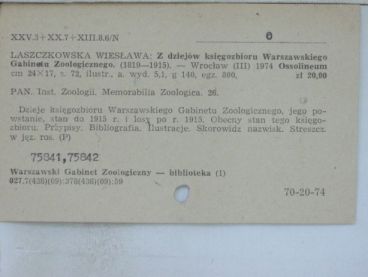 XXV.3+XX.7+XIII.8.6/N 6
LASZCZKOWSKA WIESŁAWA: Z dziejów księgozbioru Warszawskiego
Gabinetu Zoologicznego. (1819—1915). — Wrocław (III) 1974 Ossolineum
cm 24×17, s. 72, ilustr., a. wyd. 5,1, g 140, egz. 800, zł 20,00
PAN. Inst. Zoologii. Memorabilia Zoologica. 26.
Dzieje księgozbioru Warszawskiego Gabinetu Zoologicznego, jego po-
wstanie, stan do 1915 r. i losy po r. 1915. Obecny stan tego księgo-
zbioru. Przypisy. Bibliografia. Ilustracje. Skorowidz nazwisk. Streszcz.
w jęz. ros. (P)
75841,75842
Warszawski Gabinet Zoologiczny — biblioteka (1)
027.7(438)(09):378(438)(09):59
70-20-74